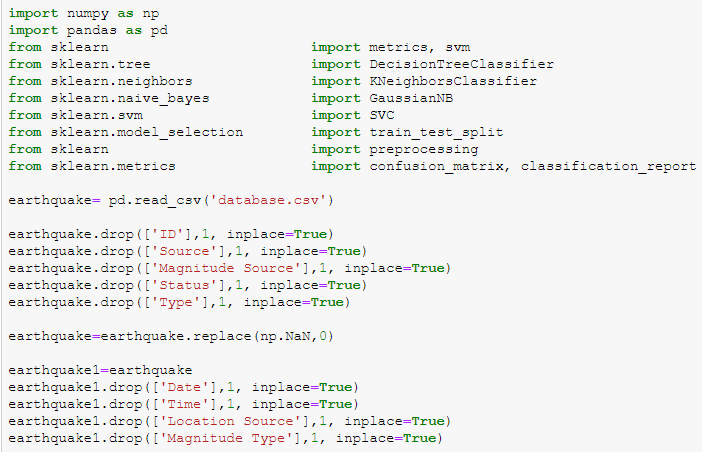 import numpy as np
import pandas as pd
from sklearn import metrics, svm
from sklearn.tree import DecisionTreeClassifier
from sklearn.neighbors import KNeighborsClassifier
from sklearn.naive_bayes import GaussianNB
from sklearn.svm import SVC
from sklearn.model_selection import train_test_split
from sklearn import preprocessing
from sklearn.metrics import confusion_matrix, classification_report
earthquake= pd.read_csv('database.csv')
earthquake.drop(['ID'],1, inplace=True)
earthquake.drop(['Source'],1, inplace=True)
earthquake.drop(['Magnitude Source'],1, inplace=True)
earthquake.drop(['Status'],1, inplace=True)
earthquake.drop(['Type'],1, inplace=True)
earthquake=earthquake.replace(np.NaN,0)
earthquake1=earthquake
earthquake1.drop(['Date'],1, inplace=True)
earthquake1.drop(['Time'],1, inplace=True)
earthquake1.drop(['Location Source'],1, inplace=True)
earthquake1.drop(['Magnitude Type'],1, inplace=True)